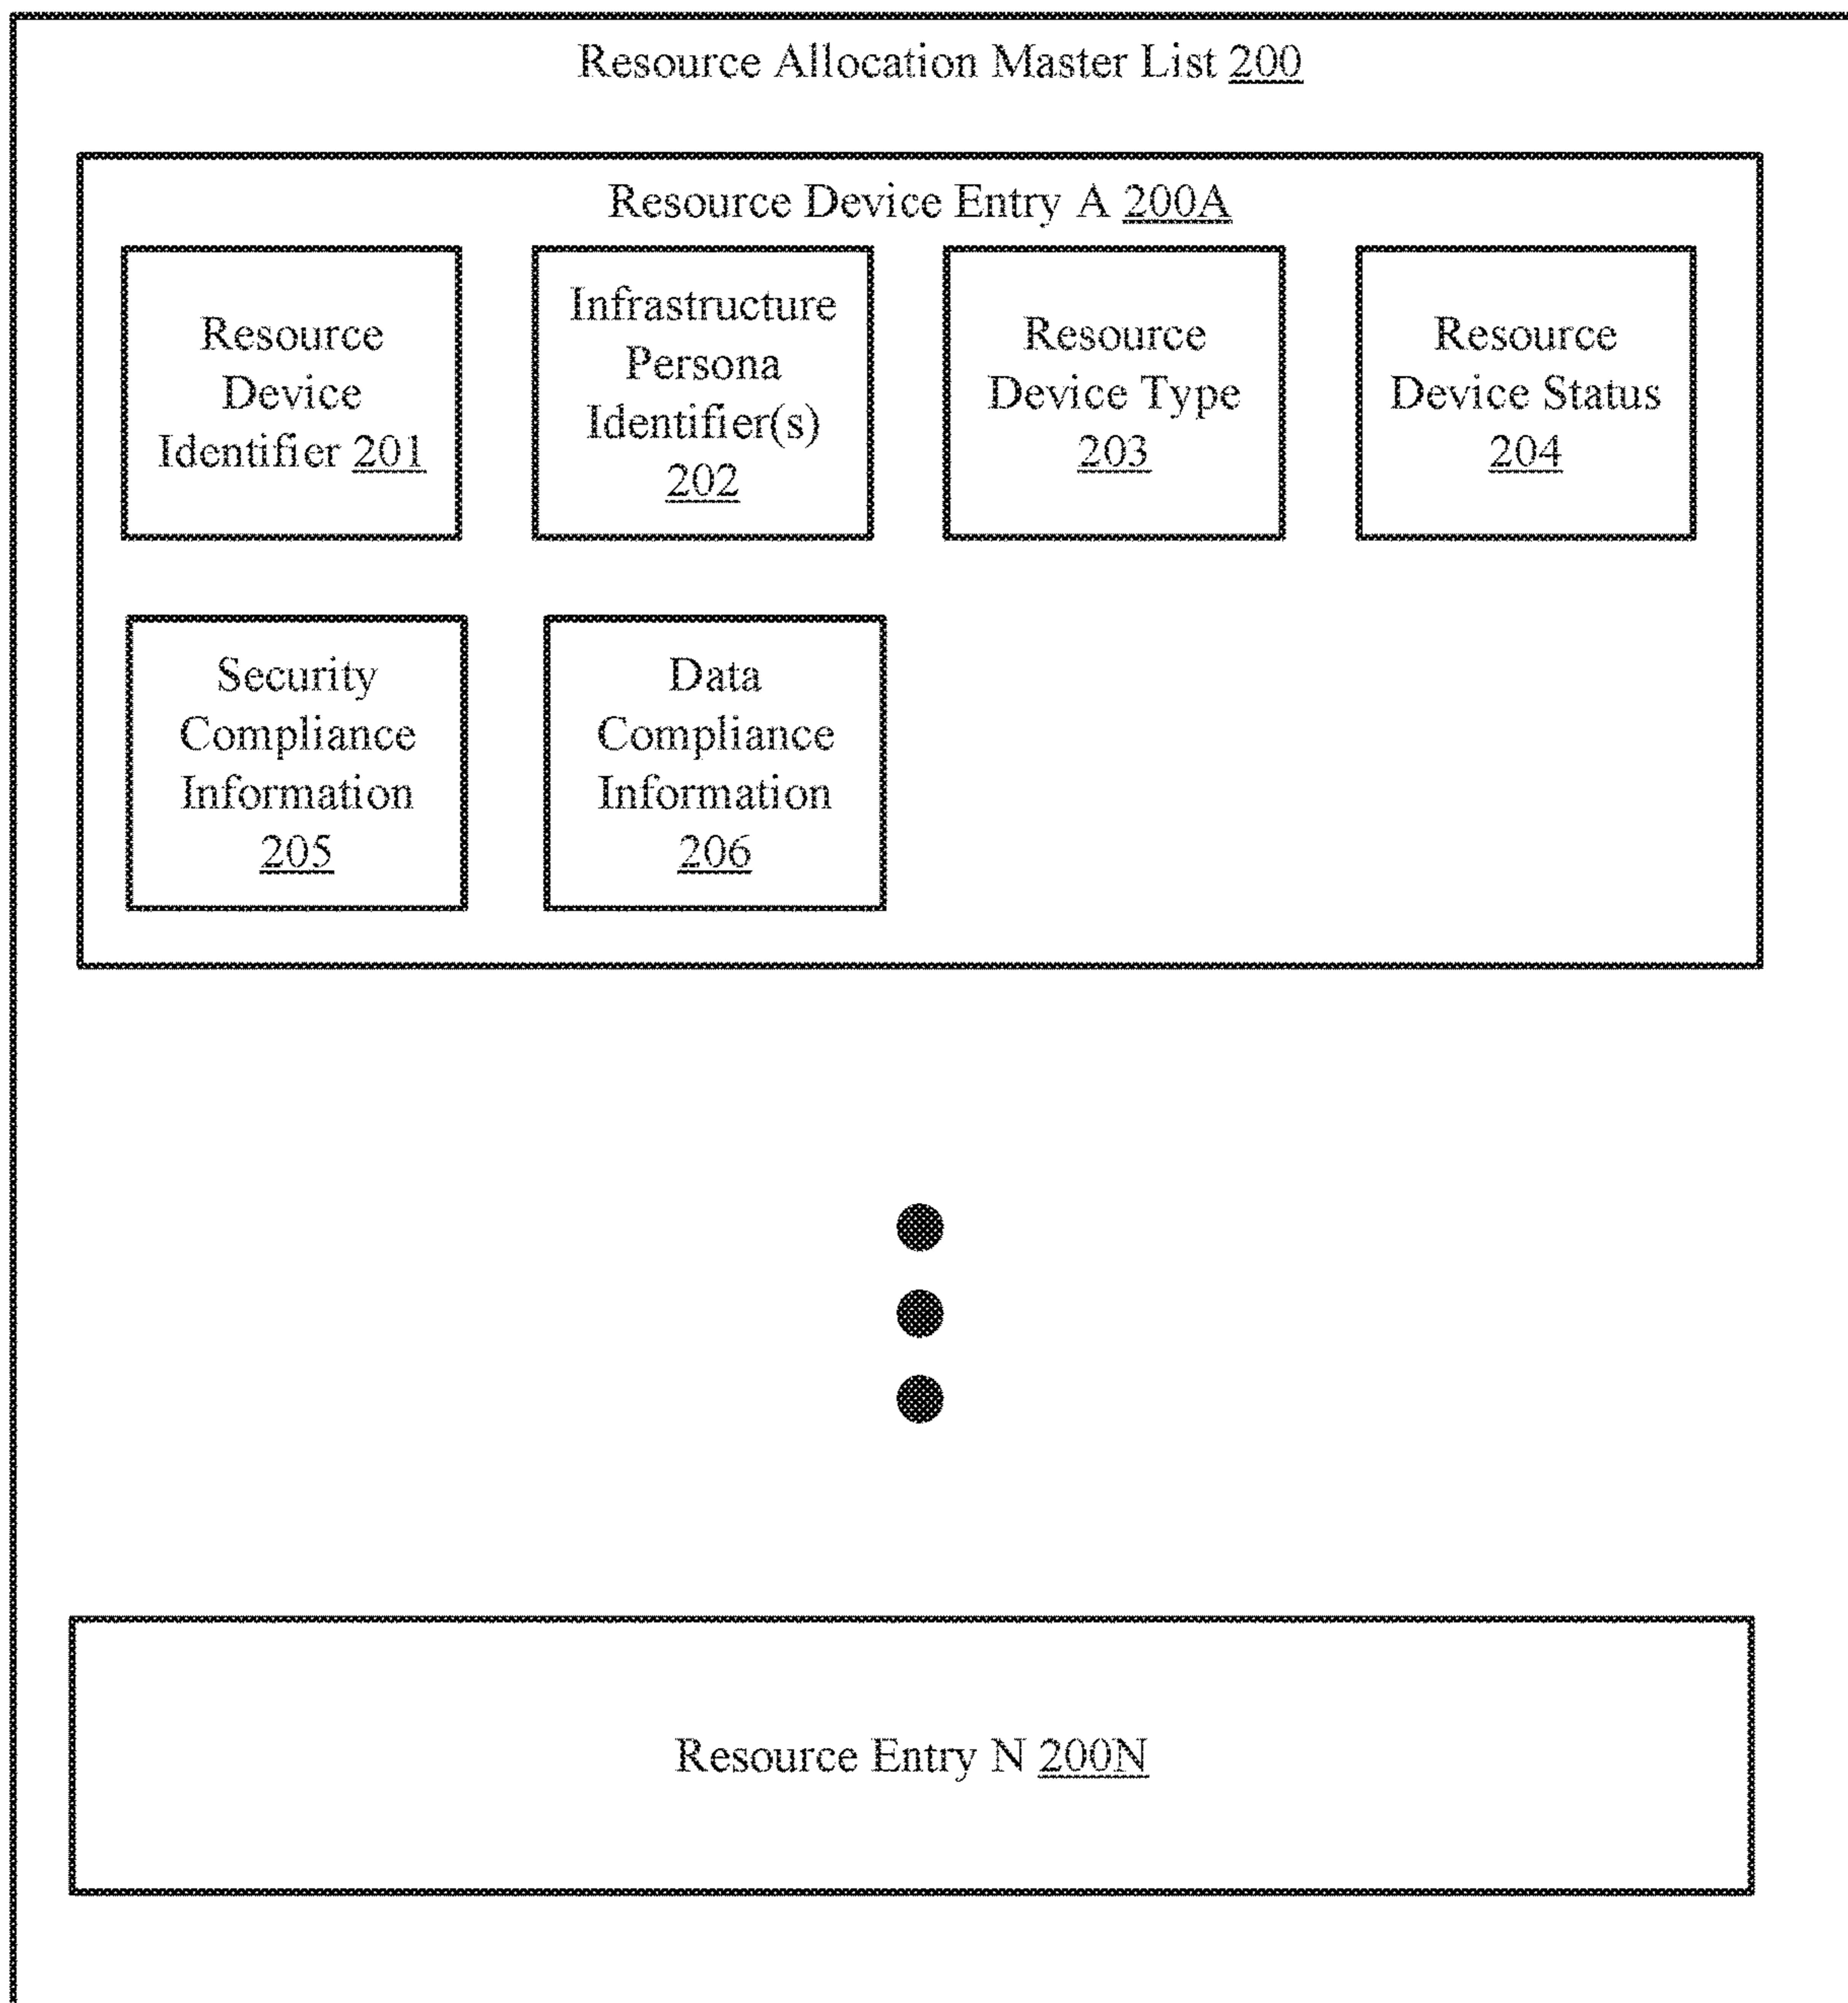 Resource Allocation Master List 200
Resource Device Entry A 200A
Resource
Device
Identifier 201
Infrastructure
Persona
Identifier(s)
202
Resource
Device Type
203
Resource
Device Status
204
Security
Compliance
Information
205
Data
Compliance
Information
206
Resource Entry N 200N